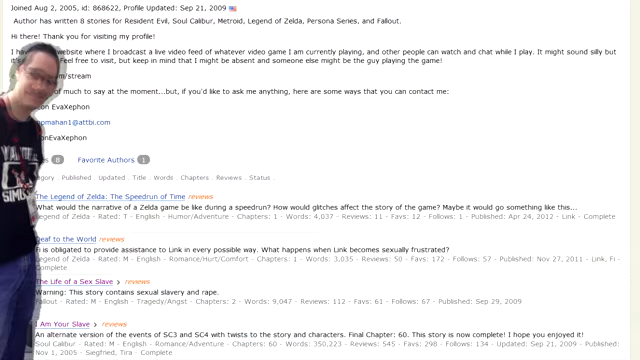 Joined Aug 2, 2005, id: 868622, Profile Updated: Sep 21, 2009
Author has written 8 stories for Resident Evil, Soul Calibur, Metroid, Legend of Zelda, Persona Series, and Fallout.
Hi there! Thank you for visiting my profile!
I website where I broadcast a live video feed of whatever video game I am currently playing, and other people can watch and chat while I play. It might sound silly but
Feel free to visit, but keep in mind that I might be absent and someone else might be the guy playing the game!
/stream
of much to say at the moment...but, if you'd like to ask me anything, here are some ways that you can contact me:
on EvaXephon
omahan1@attbi.com
onEvaXephon
8 Favorite Authors 1
. Published . Updated . Title . Words . Chapters . Reviews . Status
The Legend of Zelda: The Speedrun of Time reviews
What would the narrative of a Zelda game be like during a speedrun? How would glitches affect the story of the game? Maybe it would go something like this...
Legend of Zelda - Rated: T - English - Humor/Adventure - Chapters: 1 - Words: 4,037 - Reviews: 11 - Favs: 12 - Follows: 1 - Published: Apr 24, 2012 - Link - Complete
Deaf to the World reviews
Fi is obligated to provide assistance to Link in every possible way. What happens when Link becomes sexually frustrated?
Legend of Zelda - Rated: M - English - Romance/Hurt/Comfort - Chapters: 1 - Words: 3,035 - Reviews: 50 - Favs: 172 - Follows: 57 - Published: Nov 27, 2011 - Link, Fi -
Complete
The Life of a Sex Slave reviews
Warning: This story contains sexual slavery and rape.
Fallout - Rated: M - English - Tragedy/Angst - Chapters: 2 - Words: 9,047 - Reviews: 112 - Favs: 61 - Follows: 67 - Published: Sep 29, 2009
I Am Your Slave reviews
An alternative version of the events of SC3 and SC4 with twists to the story and characters. Final Chapter: 60. This story is now complete! I hope you enjoyed it!
Soul Calibur - Rated: M - English - Romance/Adventure - Chapters: 60 - Words: 350,223 - Reviews: 545 - Favs: 298 - Follows: 134 - Updated: Sep 21, 2009 - Published:
Nov 1, 2005 - Siegfried, Tira - Complete